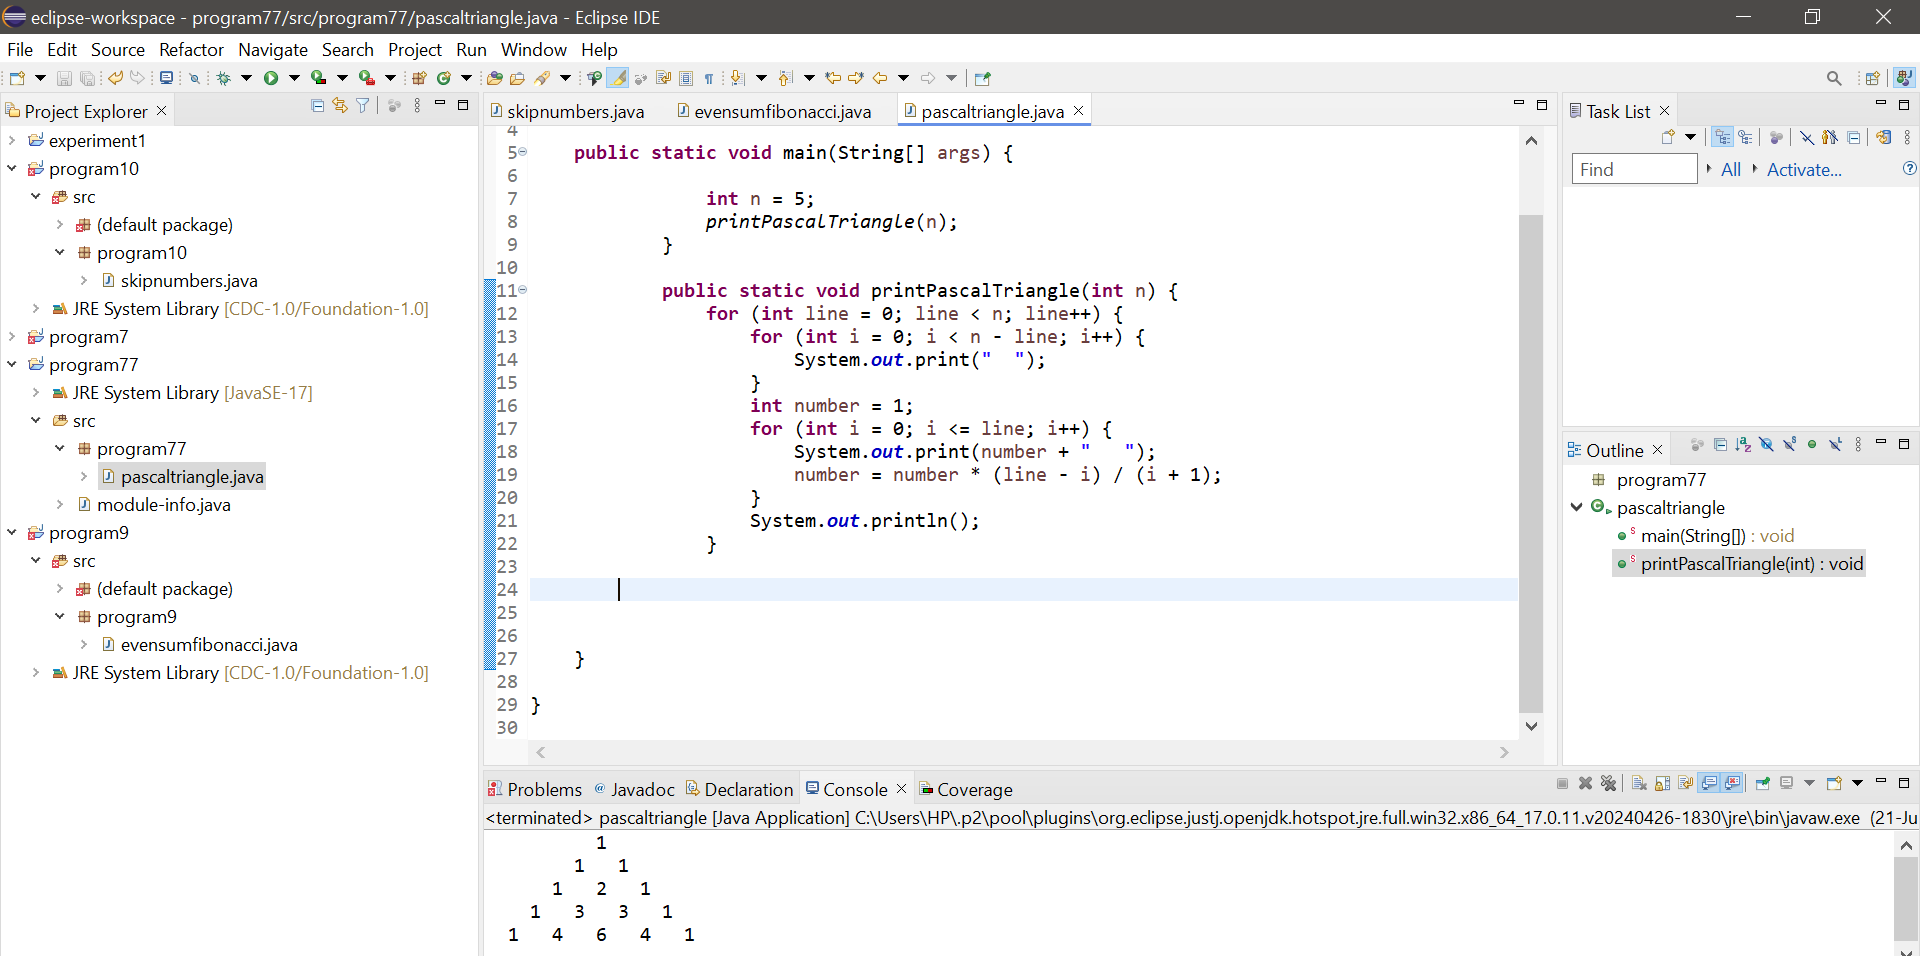 eclipse-workspace - program77/src/program77/pascaltriangle.java - Eclipse IDE
File Edit Source Refactor Navigate Search Project Run Window Help
Project Explorer
experiment1
program10
src
(default package)
program10
skipnumbers.java
JRE System Library [CDC-1.0/Foundation-1.0]
program7
program77
JRE System Library [JavaSE-17]
src
program77
pascaltriangle.java
module-info.java
program9
src
(default package)
program9
evensumfibonacci.java
JRE System Library [CDC-1.0/Foundation-1.0]
skipnumbers.java evensumfibonacci.java pascaltriangle.java
4
5 public static void main(String[] args) {
6
7 int n = 5;
8 printPascalTriangle(n);
9 }
10
11 public static void printPascalTriangle(int n) {
12 for (int line = 0; line < n; line++) {
13 for (int i = 0; i < n - line; i++) {
14 System.out.print("  ");
15 }
16 int number = 1;
17 for (int i = 0; i <= line; i++) {
18 System.out.print(number + "   ");
19 number = number * (line - i) / (i + 1);
20 }
21 System.out.println();
22 }
23
24
25
26
27 }
28
29 }
30
Task List
Find All Activate...
Outline
program77
pascaltriangle
main(String[]) : void
printPascalTriangle(int) : void
Problems Javadoc Declaration Console Coverage
<terminated> pascaltriangle [Java Application] C:\Users\HP\.p2\pool\plugins\org.eclipse.justj.openjdk.hotspot.jre.full.win32.x86_64_17.0.11.v20240426-1830\jre\bin\javaw.exe (21-Ju
1
1 1
1 2 1
1 3 3 1
1 4 6 4 1